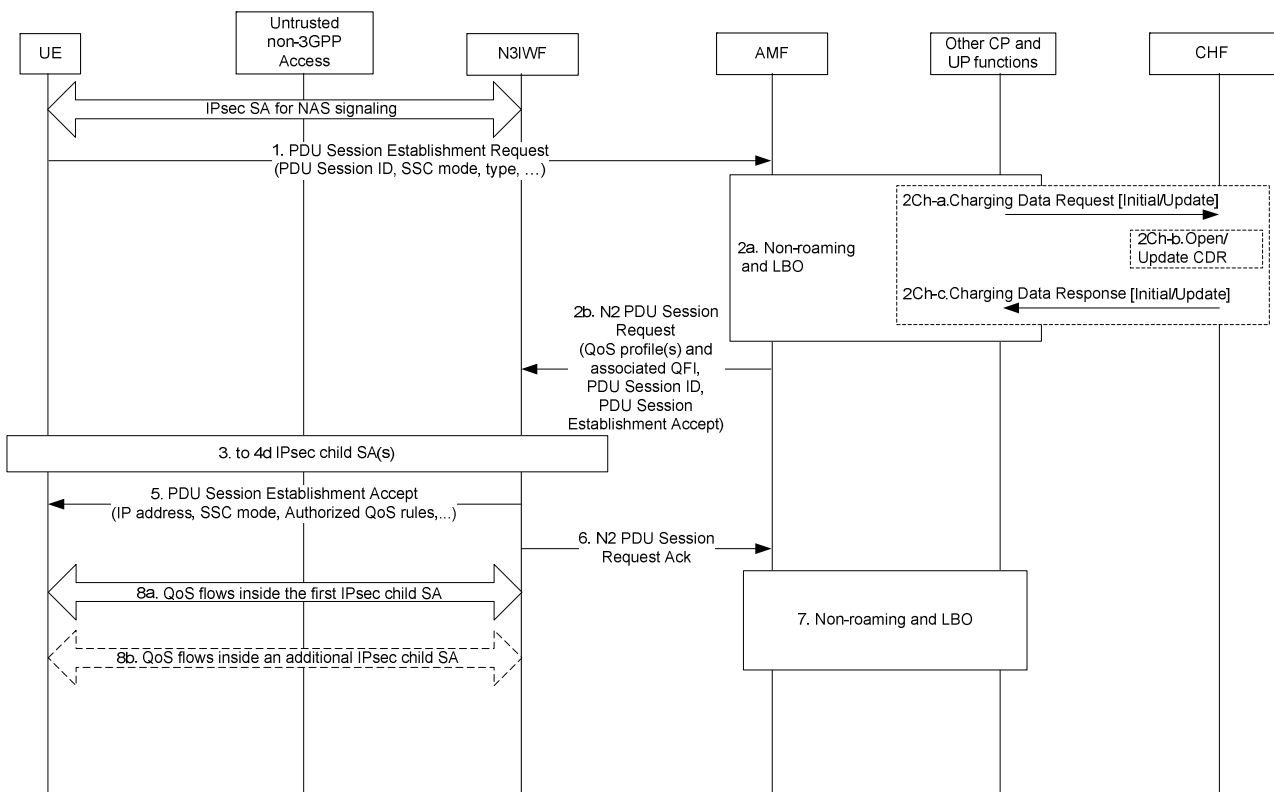 UE
Untrusted
non-3GPP
Access
N3IWF
AMF
Other CP and
UP functions
CHF
IPsec SA for NAS signaling
1. PDU Session Establishment Request
(PDU Session ID, SSC mode, type, …)
2a. Non-roaming
and LBO
2Ch-a.Charging Data Request [Initial/Update]
2Ch-b.Open/
Update CDR
2Ch-c.Charging Data Response [Initial/Update]
2b. N2 PDU Session
Request
(QoS profile(s) and
associated QFI,
PDU Session ID,
PDU Session
Establishment Accept)
3. to 4d IPsec child SA(s)
5. PDU Session Establishment Accept
(IP address, SSC mode, Authorized QoS rules,...)
6. N2 PDU Session
Request Ack
8a. QoS flows inside the first IPsec child SA
7. Non-roaming and LBO
8b. QoS flows inside an additional IPsec child SA